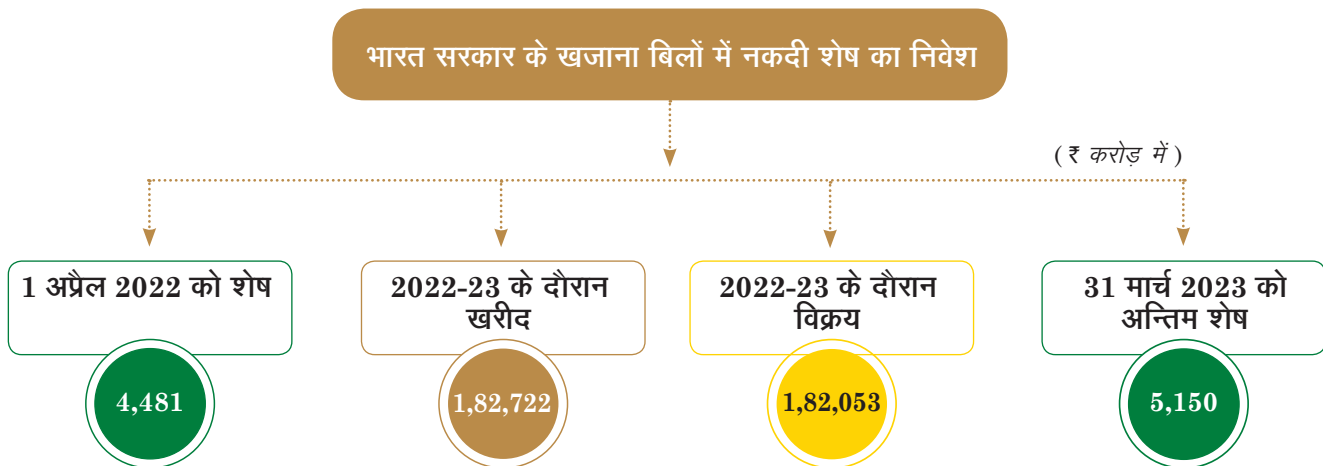 भारत सरकार के खजाना बिलों में नकदी शेष का निवेश
(₹ करोड़ में)
1 अप्रैल 2022 को शेष
2022-23 के दौरान
खरीद
2022-23 के दौरान
विक्रय
31 मार्च 2023 को
अन्तिम शेष
4,481
1,82,722
1,82,053
5,150